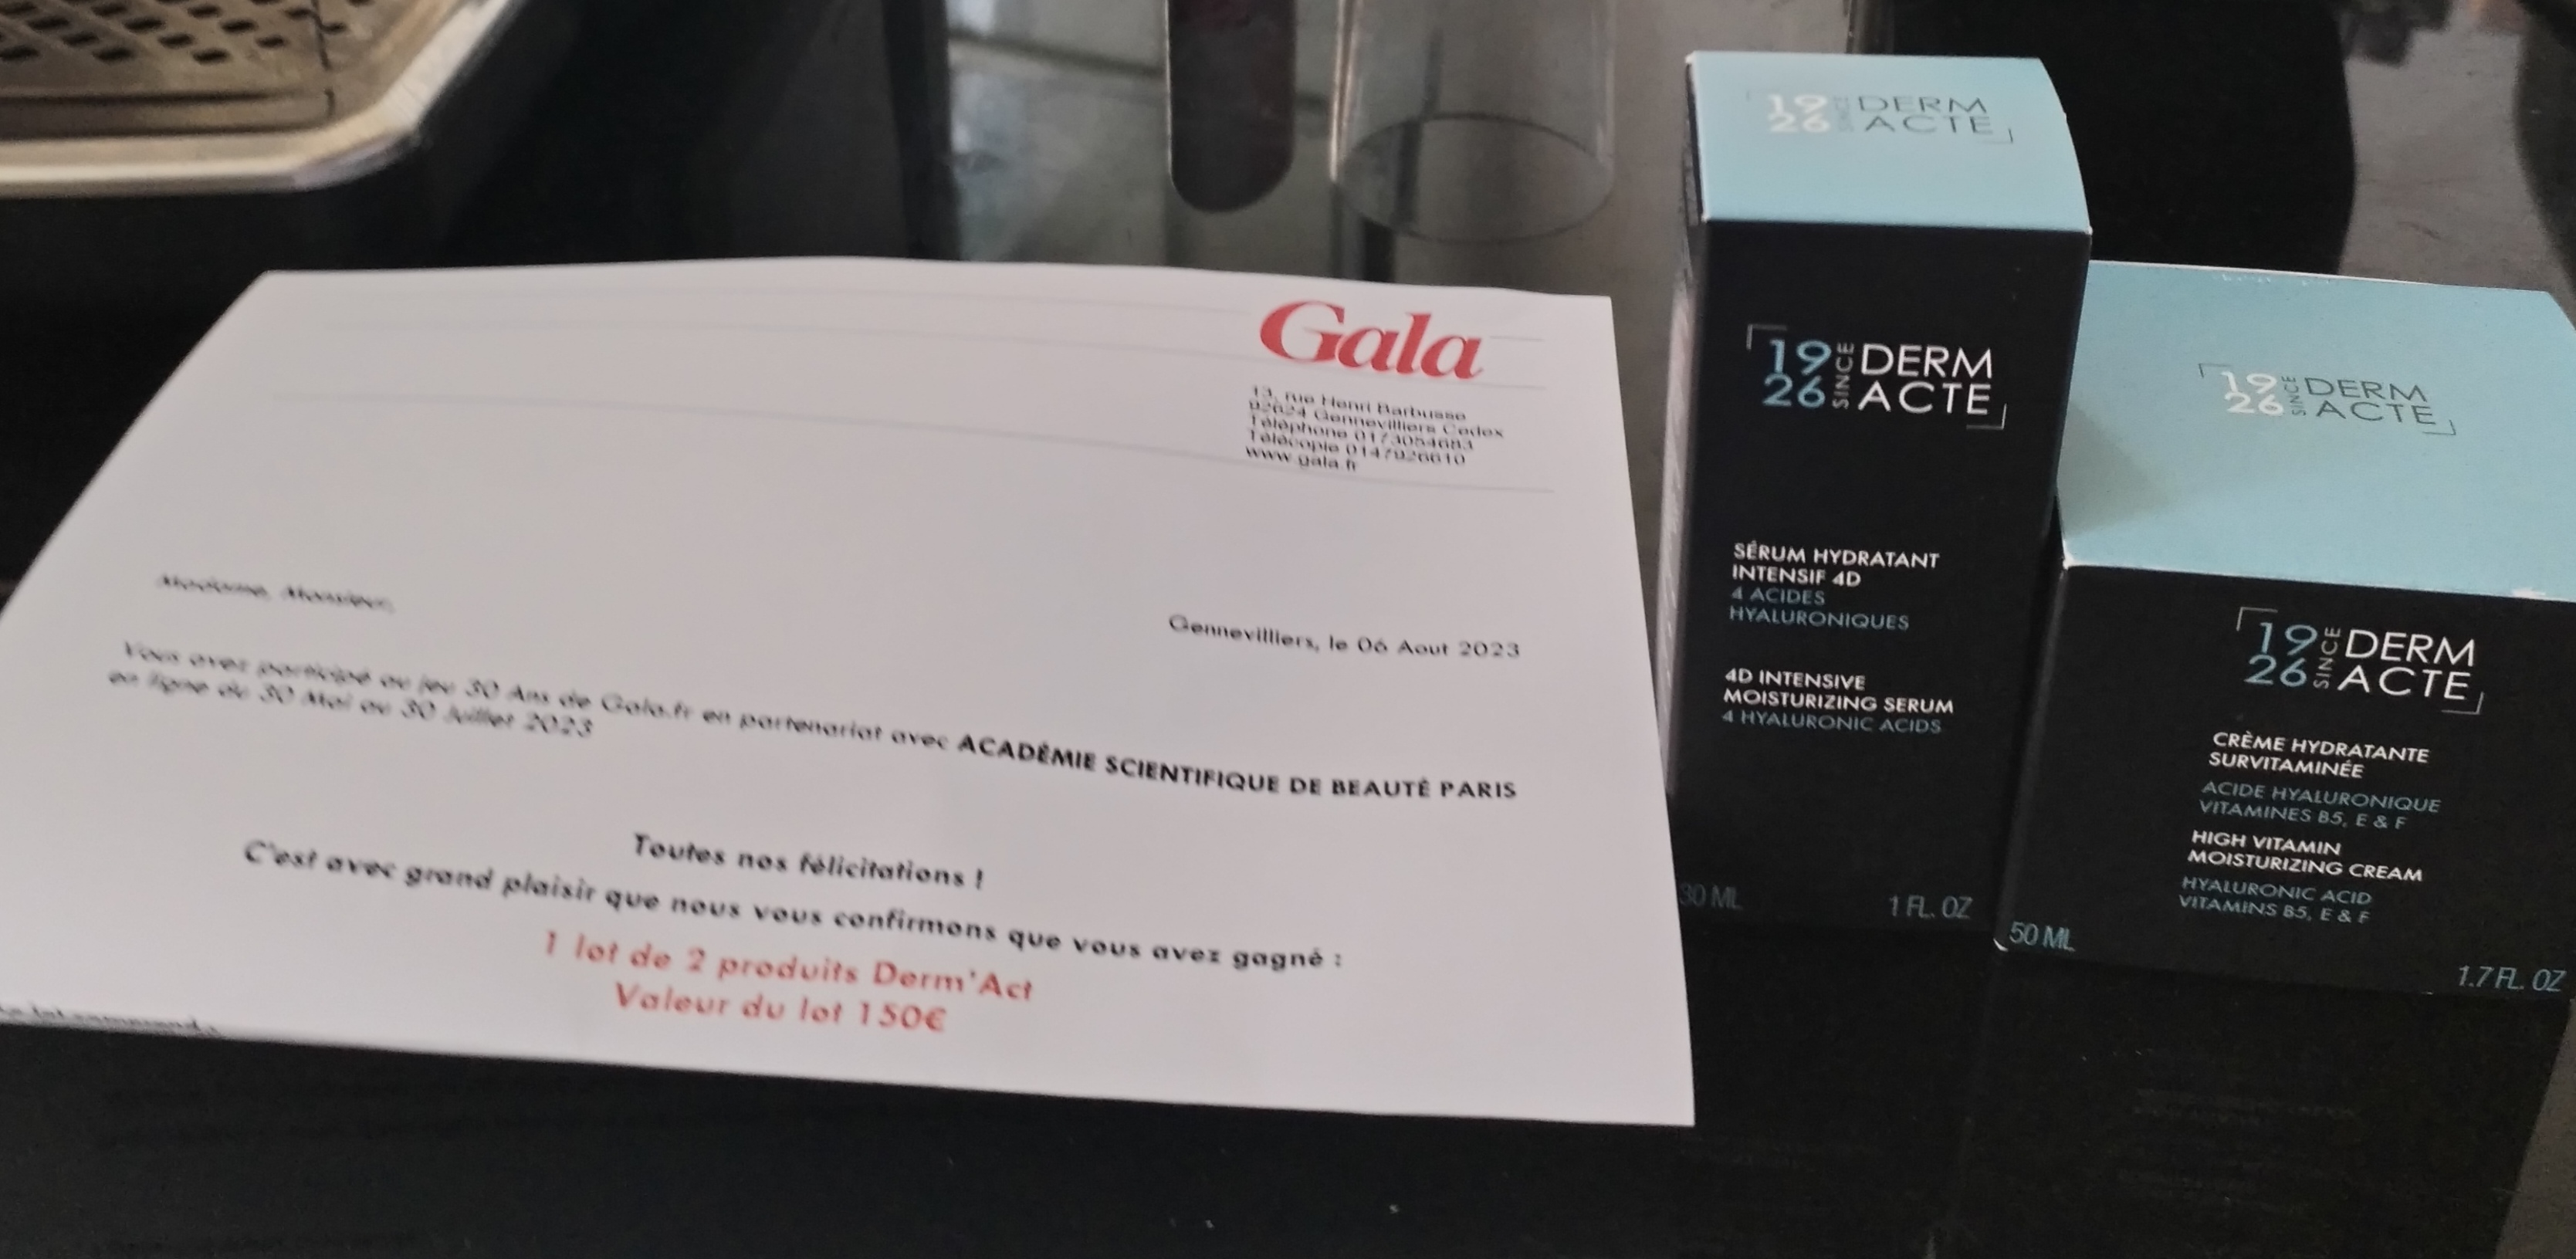 Gala
13, rue Henri Barbusse
92624 Gennevilliers Cedex
Téléphone 0173054683
Télécopie 0147926610
www.gala.fr
Madame, Monsieur,
Gennevilliers, le 06 Aout 2023
Vous avez participé au jeu 30 Ans de Gala.fr en partenariat avec ACADÉMIE SCIENTIFIQUE DE BEAUTÉ PARIS
en ligne du 30 Mai au 30 Juillet 2023
Toutes nos félicitations !
C'est avec grand plaisir que nous vous confirmons que vous avez gagné :
1 lot de 2 produits Derm'Act
Valeur du lot 150€
19 SINCE DERM
26 ACTE
19 SINCE DERM
26 ACTE
SÉRUM HYDRATANT
INTENSIF 4D
4 ACIDES
HYALURONIQUES
4D INTENSIVE
MOISTURIZING SERUM
4 HYALURONIC ACIDS
30 ML
1 FL. OZ
19 SINCE DERM
26 ACTE
19 SINCE DERM
26 ACTE
CRÈME HYDRATANTE
SURVITAMINÉE
ACIDE HYALURONIQUE
VITAMINES B5, E & F
HIGH VITAMIN
MOISTURIZING CREAM
HYALURONIC ACID
VITAMINS B5, E & F
50 ML
1.7 FL. OZ